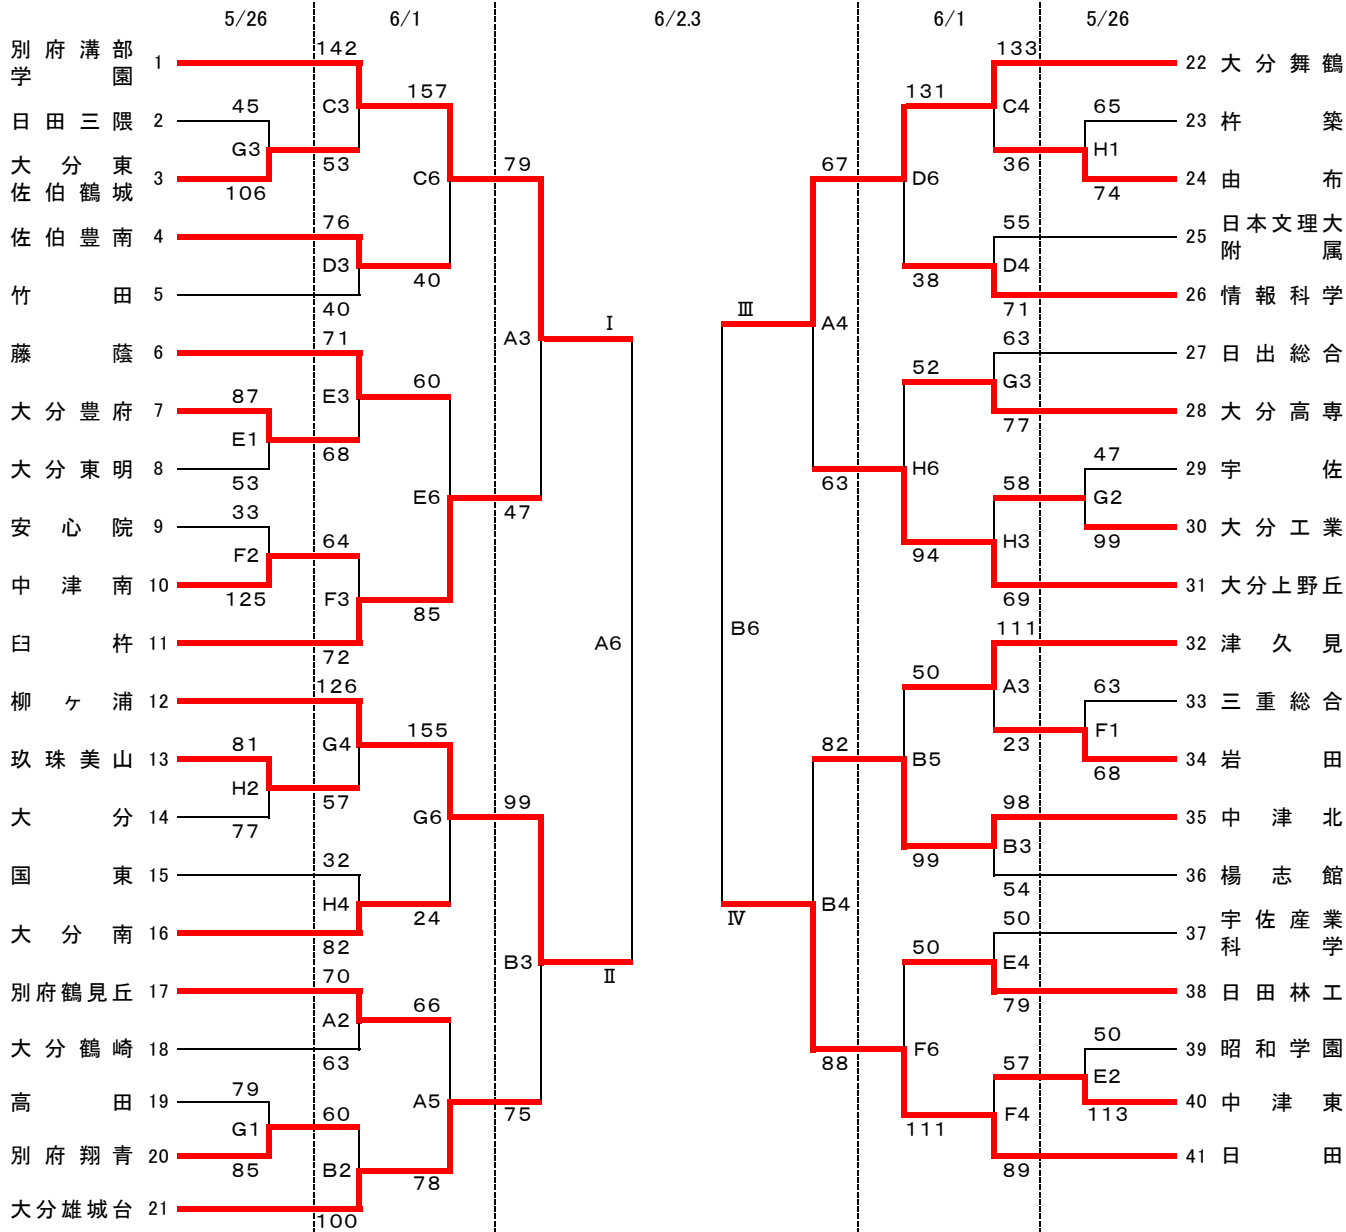 5/26 6/1 6/2.3 6/1 5/26
別府溝部学園 1
日田三隈 2
大分東佐伯鶴城 3
佐伯豊南 4
竹田 5
藤蔭 6
大分豊府 7
大分東明 8
安心院 9
中津南 10
臼杵 11
柳ヶ浦 12
玖珠美山 13
大分 14
国東 15
大分南 16
別府鶴見丘 17
大分鶴崎 18
高田 19
別府翔青 20
大分雄城台 21
45
G3
106
87
E1
53
33
F2
125
81
H2
77
79
G1
85
142
C3
53
76
D3
40
71
E3
68
64
F3
72
126
G4
57
32
H4
82
70
A2
63
60
B2
100
157
C6
40
60
E6
85
155
G6
24
66
A5
78
79
A3
47
99
B3
75
Ⅰ
A6
Ⅱ
Ⅲ
B6
Ⅳ
67
A4
63
82
B4
88
131
D6
38
52
H6
94
50
B5
99
50
F6
111
133
C4
36
55
D4
71
63
G3
77
58
H3
69
111
A3
23
98
B3
54
50
E4
79
57
F4
89
65
H1
74
47
G2
99
63
F1
68
50
E2
113
22 大分舞鶴
23 杵築
24 由布
25 日本文理大附属
26 情報科学
27 日出総合
28 大分高専
29 宇佐
30 大分工業
31 大分上野丘
32 津久見
33 三重総合
34 岩田
35 中津北
36 楊志館
37 宇佐産業科学
38 日田林工
39 昭和学園
40 中津東
41 日田